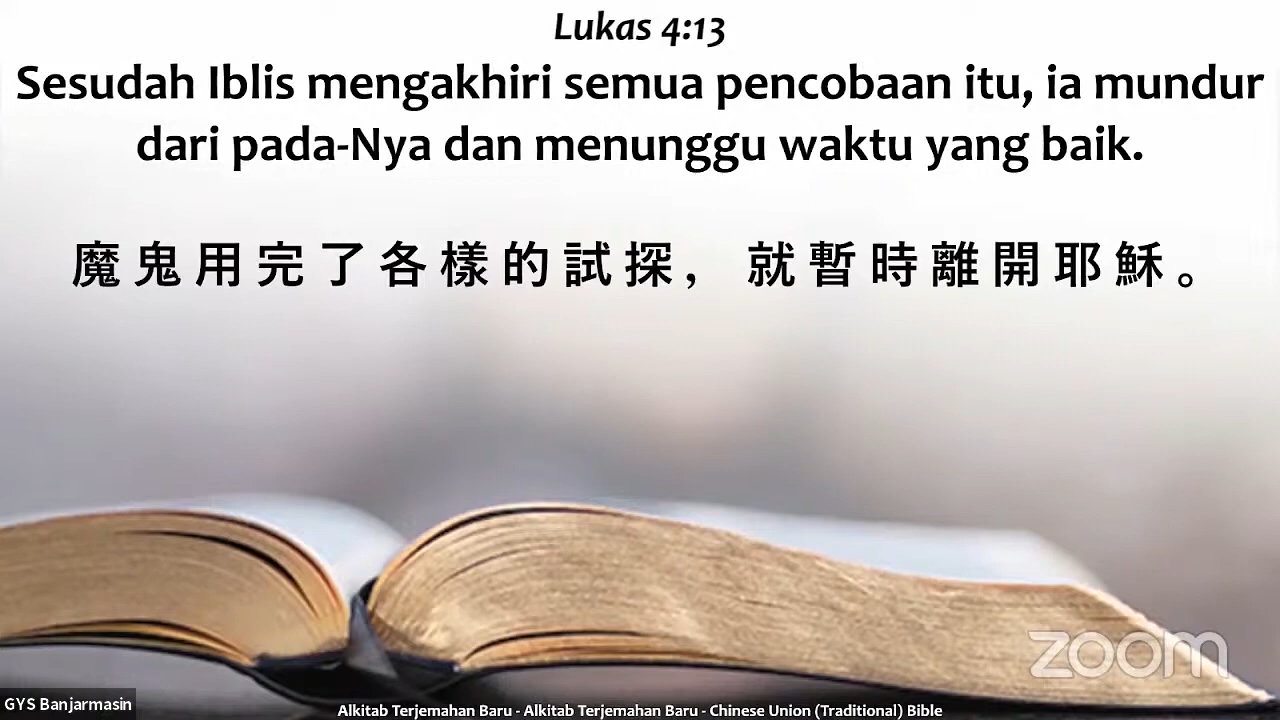 Lukas 4:13
Sesudah Iblis mengakhiri semua pencobaan itu, ia mundur
dari pada-Nya dan menunggu waktu yang baik.
魔鬼用完了各樣的試探，就暫時離開耶穌。
zoom
GYS Banjarmasin
Alkitab Terjemahan Baru - Alkitab Terjemahan Baru - Chinese Union (Traditional) Bible